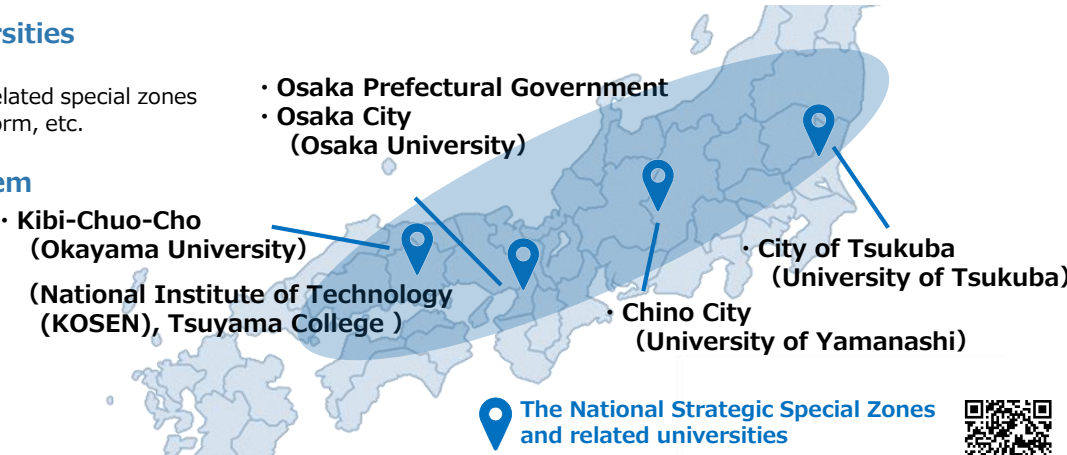 rsities
elated special zones
orm, etc.
em
・Osaka Prefectural Government
・Osaka City
（Osaka University）
・Kibi-Chuo-Cho
（Okayama University）
（National Institute of Technology
(KOSEN), Tsuyama College ）
・City of Tsukuba
（University of Tsukuba）
・Chino City
（University of Yamanashi）
The National Strategic Special Zones
and related universities